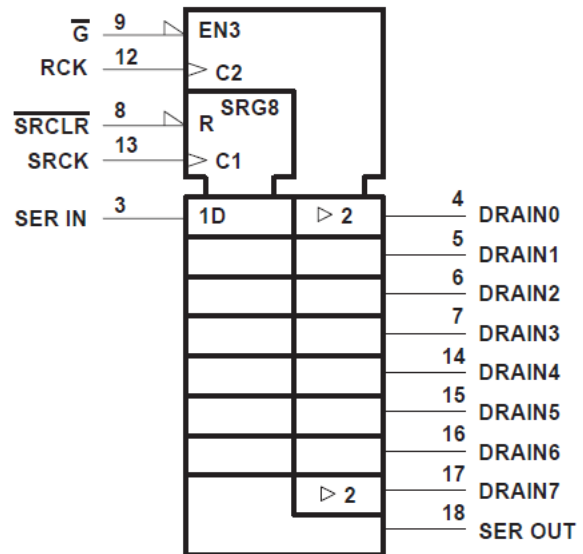 G̅ 9 EN3
RCK 12 C2
SRG8
S̅R̅C̅L̅R̅ 8 R
SRCK 13 C1
SER IN 3 1D 2 4 DRAIN0
5 DRAIN1
6 DRAIN2
7 DRAIN3
14 DRAIN4
15 DRAIN5
16 DRAIN6
2 17 DRAIN7
18 SER OUT